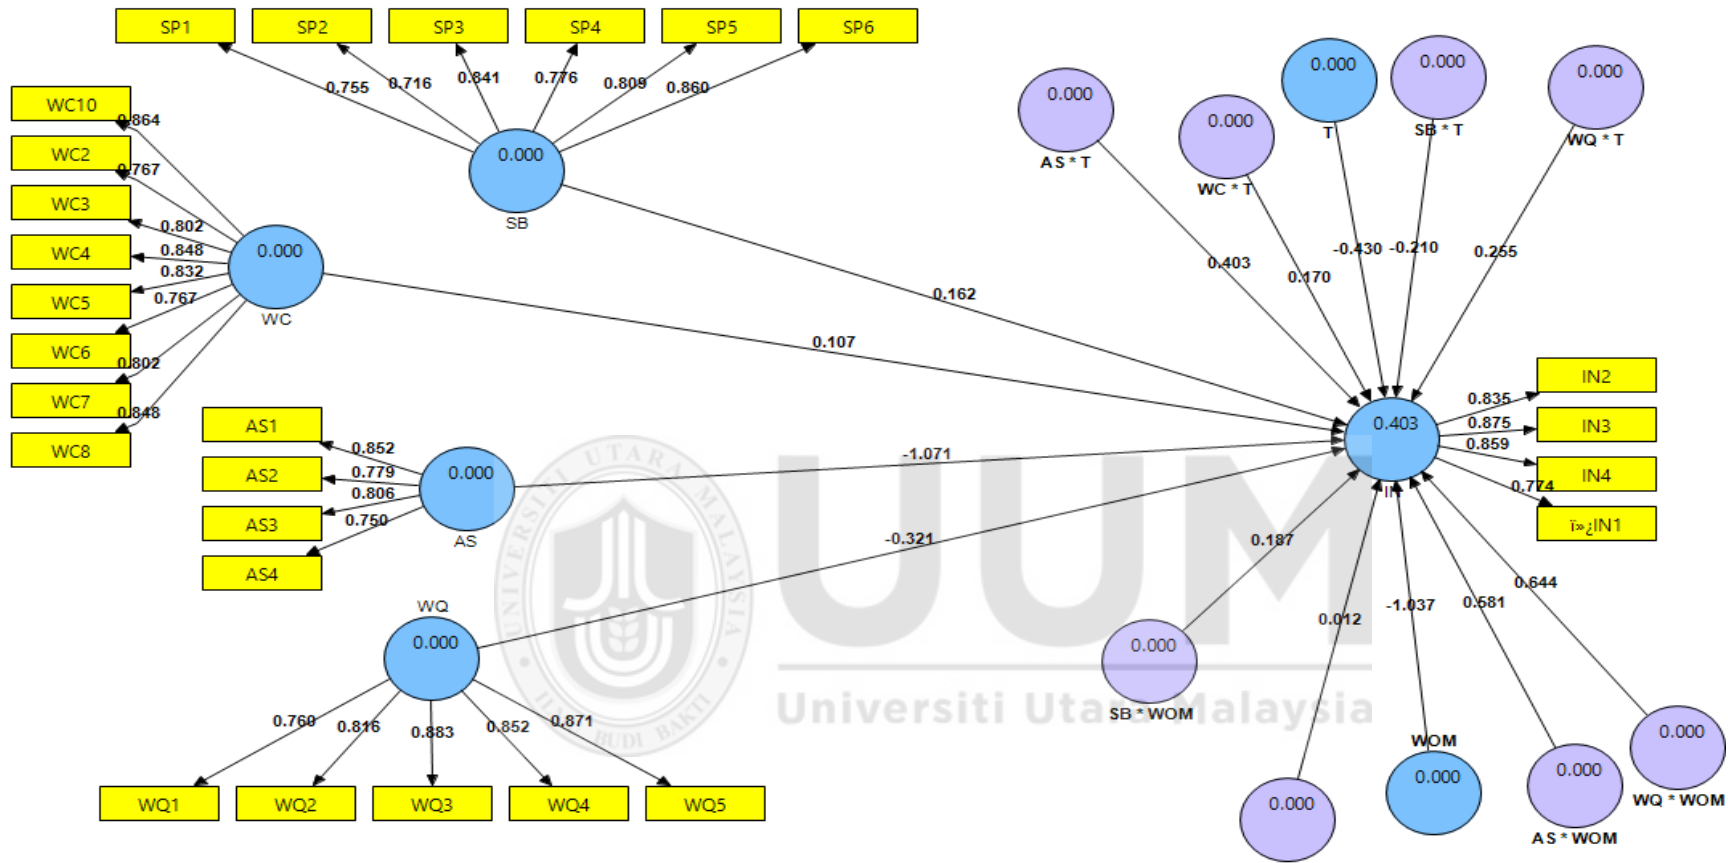 SP1 SP2 SP3 SP4 SP5 SP6
0.755 0.716 0.841 0.776 0.809 0.860
0.000
SB
WC10
WC2
WC3
WC4
WC5
WC6
WC7
WC8
0.864
0.767
0.802
0.848
0.832
0.767
0.802
0.848
0.000
WC
AS1
AS2
AS3
AS4
0.852
0.779
0.806
0.750
0.000
AS
WQ
0.000
0.760 0.816 0.883 0.852 0.871
WQ1 WQ2 WQ3 WQ4 WQ5
0.162
0.107
-1.071
-0.321
0.000
AS * T
0.000
WC * T
0.000
T
0.000
SB * T
0.000
WQ * T
0.403
0.170
-0.430
-0.210
0.255
0.403
IN
0.835
0.875
0.859
0.774
IN2
IN3
IN4
ï»¿IN1
0.187
0.012
-1.037
0.581
0.644
0.000
SB * WOM
0.000
WOM
0.000
0.000
AS * WOM
0.000
WQ * WOM
UNIVERSITI UTARA MALAYSIA
BUDI BAKTI
UUM
Universiti Utara Malaysia